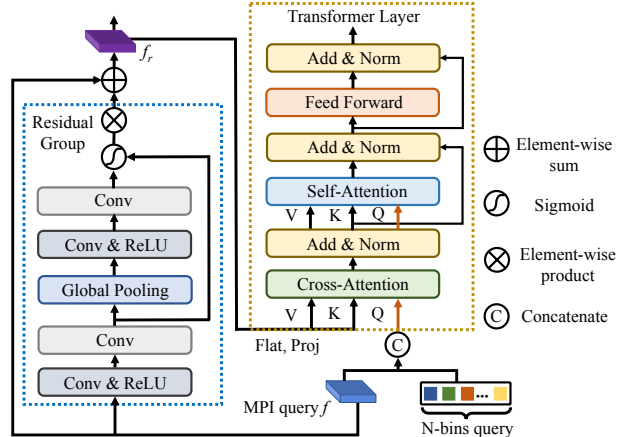 Transformer Layer
f_r
Add & Norm
Feed Forward
Add & Norm
Self-Attention
V K Q
Add & Norm
Cross-Attention
V K Q
Flat, Proj
C
MPI query f
N-bins query
Residual
Group
Conv
Conv & ReLU
Global Pooling
Conv
Conv & ReLU
Element-wise
sum
Sigmoid
Element-wise
product
C
Concatenate